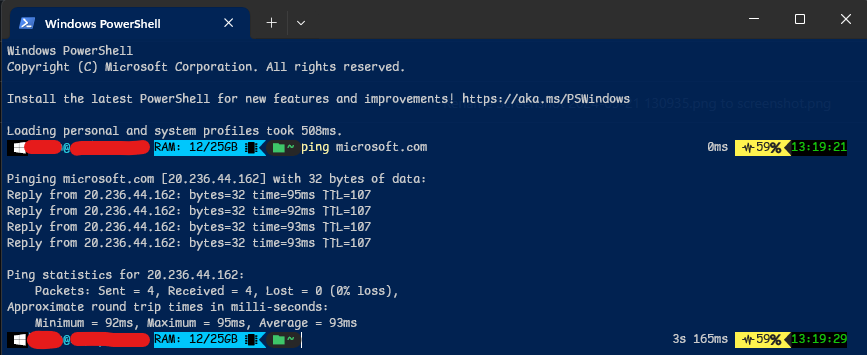 Windows PowerShell
Windows PowerShell
Copyright (C) Microsoft Corporation. All rights reserved.
Install the latest PowerShell for new features and improvements! https://aka.ms/PSWindows
130935.png to screenshot.png
Loading personal and system profiles took 508ms.
@ RAM: 12/25GB ~ ping microsoft.com 0ms 59% 13:19:21
Pinging microsoft.com [20.236.44.162] with 32 bytes of data:
Reply from 20.236.44.162: bytes=32 time=95ms TTL=107
Reply from 20.236.44.162: bytes=32 time=92ms TTL=107
Reply from 20.236.44.162: bytes=32 time=93ms TTL=107
Reply from 20.236.44.162: bytes=32 time=93ms TTL=107
Ping statistics for 20.236.44.162:
Packets: Sent = 4, Received = 4, Lost = 0 (0% loss),
Approximate round trip times in milli-seconds:
Minimum = 92ms, Maximum = 95ms, Average = 93ms
@ RAM: 12/25GB ~ 3s 165ms 59% 13:19:29